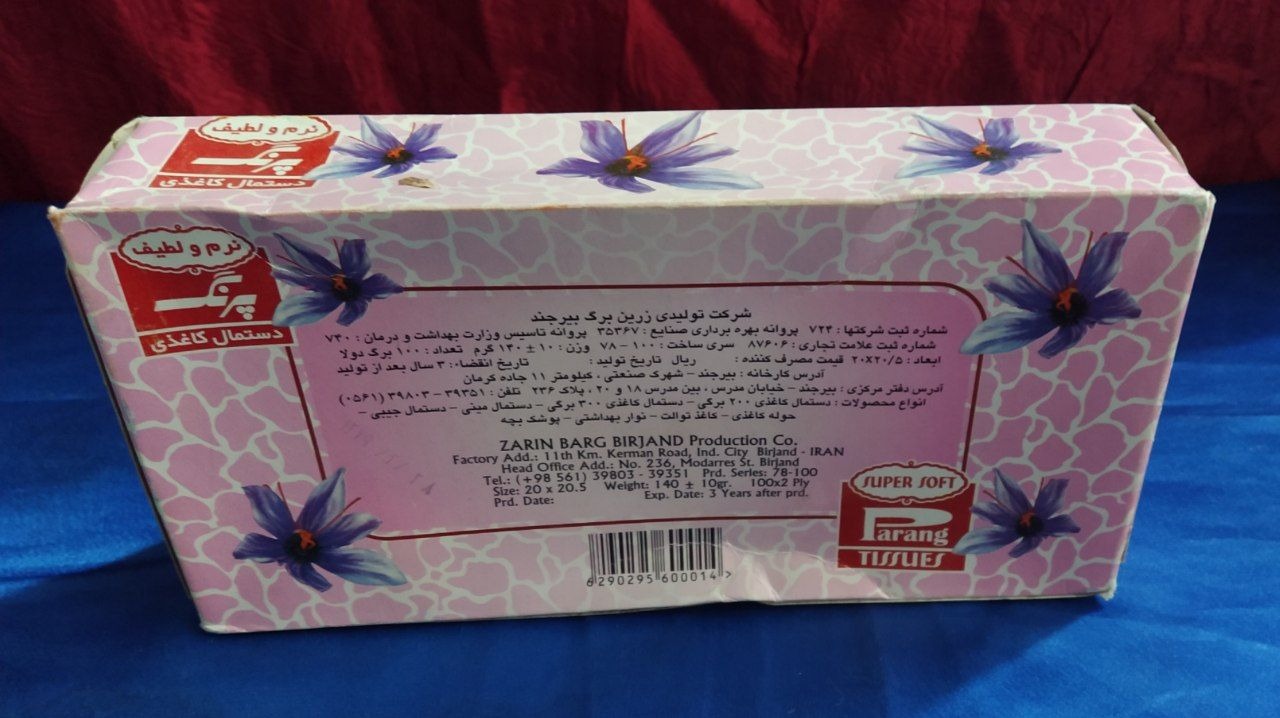 نرم و لطیف
پرنگ
دستمال کاغذی
نرم و لطیف
پرنگ
دستمال کاغذی
شرکت تولیدی زرین برگ بیرجند
شماره ثبت شرکتها : ۷۲۴ پروانه بهره برداری صنایع : ۳۵۳۶۷ پروانه تاسیس وزارت بهداشت و درمان : ۷۳۰
شماره ثبت علامت تجاری : ۸۷۶۰۶ سری ساخت : ۱۰۰ - ۷۸ وزن : ۱۰ ± ۱۴۰ گرم تعداد : ۱۰۰ برگ دولا
ابعاد : ۲۰/۵×۲۰ قیمت مصرف کننده : ریال تاریخ تولید : تاریخ انقضاء : ۳ سال بعد از تولید
آدرس کارخانه : بیرجند - شهرک صنعتی ، کیلومتر ۱۱ جاده کرمان
آدرس دفتر مرکزی : بیرجند - خیابان مدرس ، بین مدرس ۱۸ و ۲۰ ، پلاک ۲۳۶ تلفن : ۳۹۳۵۱ - ۳۹۸۰۳ (۰۵۶۱)
انواع محصولات : دستمال کاغذی ۲۰۰ برگی - دستمال کاغذی ۳۰۰ برگی - دستمال مینی - دستمال جیبی -
حوله کاغذی - کاغذ توالت - نوار بهداشتی - پوشک بچه
ZARIN BARG BIRJAND Production Co.
Factory Add.: 11th Km. Kerman Road, Ind. City Birjand - IRAN
Head Office Add.: No. 236, Modarres St. Birjand
Tel.: (+98 561) 39803 - 39351 Prd. Series: 78-100
Size: 20 x 20.5 Weight: 140 ± 10gr. 100x2 Ply
Prd. Date: Exp. Date: 3 Years after prd.
SUPER SOFT
Parang
TISSUES
6290295600014>